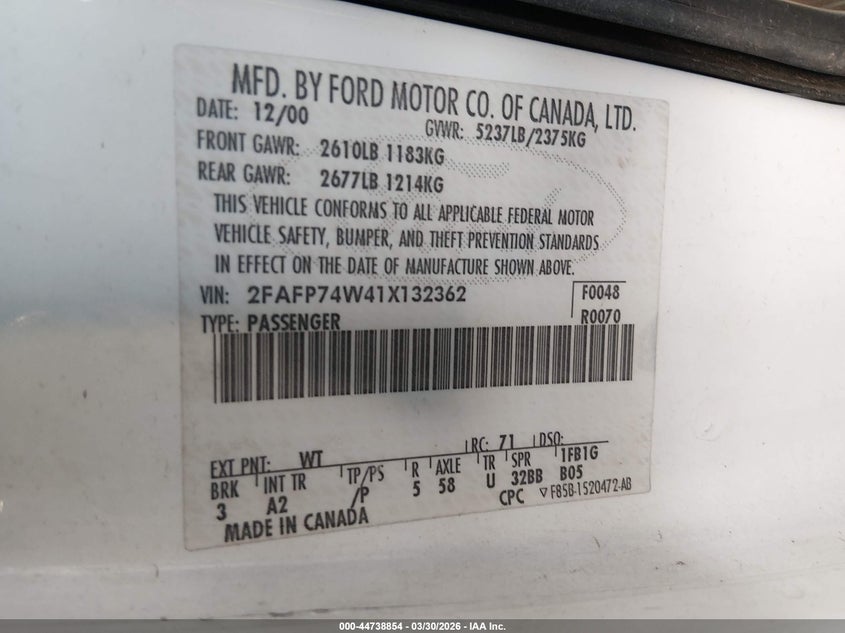 MFD. BY FORD MOTOR CO. OF CANADA, LTD.
DATE: 12/00 GVWR: 5237LB/2375KG
FRONT GAWR: 2610LB 1183KG
REAR GAWR: 2677LB 1214KG
THIS VEHICLE CONFORMS TO ALL APPLICABLE FEDERAL MOTOR
VEHICLE SAFETY, BUMPER, AND THEFT PREVENTION STANDARDS
IN EFFECT ON THE DATE OF MANUFACTURE SHOWN ABOVE.
VIN: 2FAFP74W41X132362 F0048
TYPE: PASSENGER R0070
EXT PNT: WT RC: 71 DSO:
BRK INT TR TP/PS R AXLE TR SPR 1FB1G
3 A2 /P 5 58 U 32BB B05
MADE IN CANADA CPC ▽F85B-1520472-AB
000-44738854 | 03/30/2026 - IAA Inc.